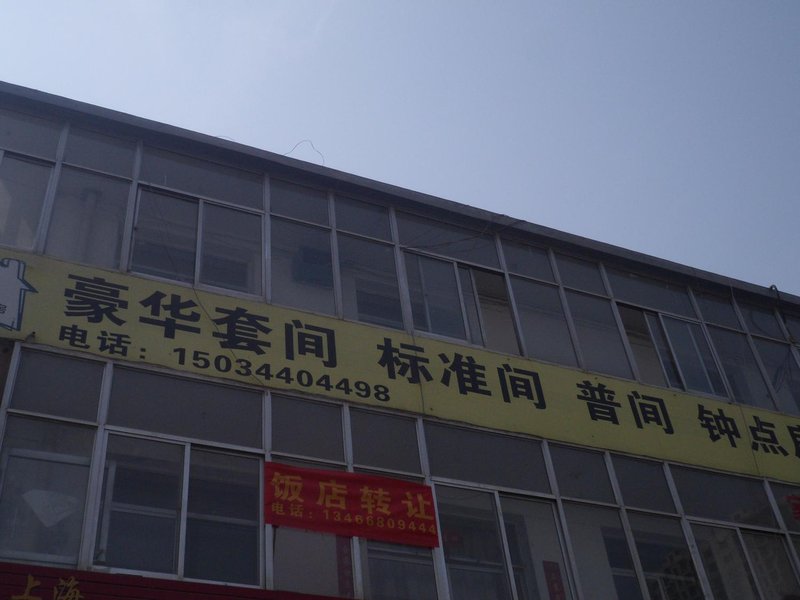 豪华套间 标准间 普间 钟点房
电话：15034404498
饭店转让
电话：13466809444
上海